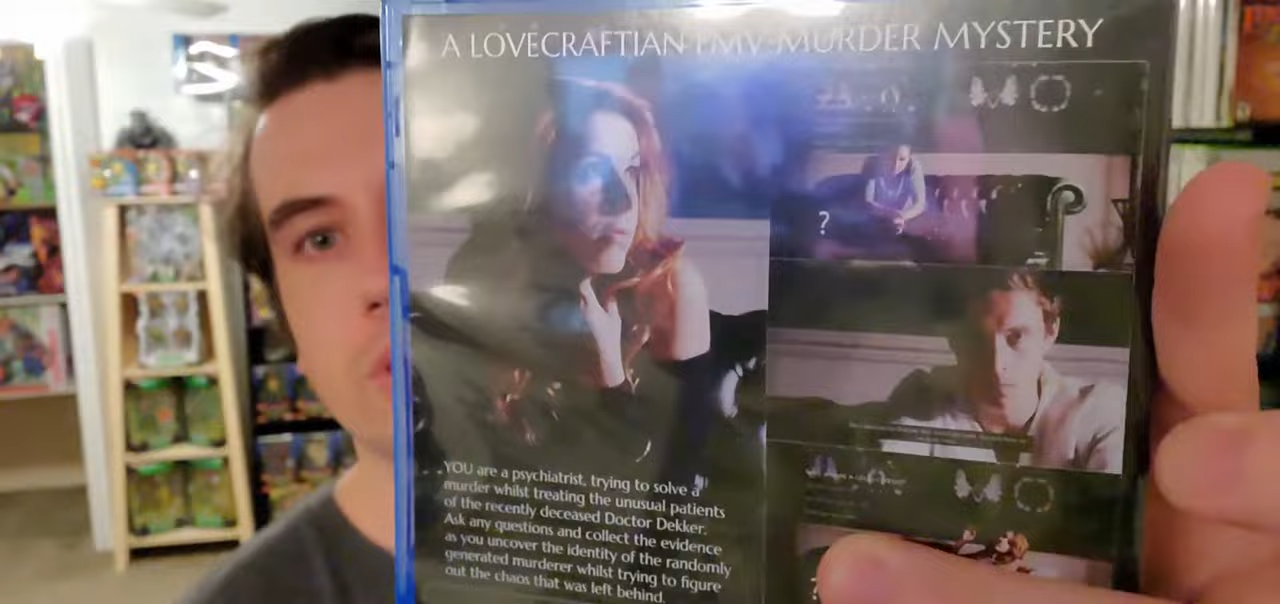 A LOVECRAFTIAN FMV MURDER MYSTERY
?
YOU are a psychiatrist, trying to solve a
murder whilst treating the unusual patients
of the recently deceased Doctor Dekker.
Ask any questions and collect the evidence
as you uncover the identity of the randomly
generated murderer whilst trying to figure
out the chaos that was left behind.